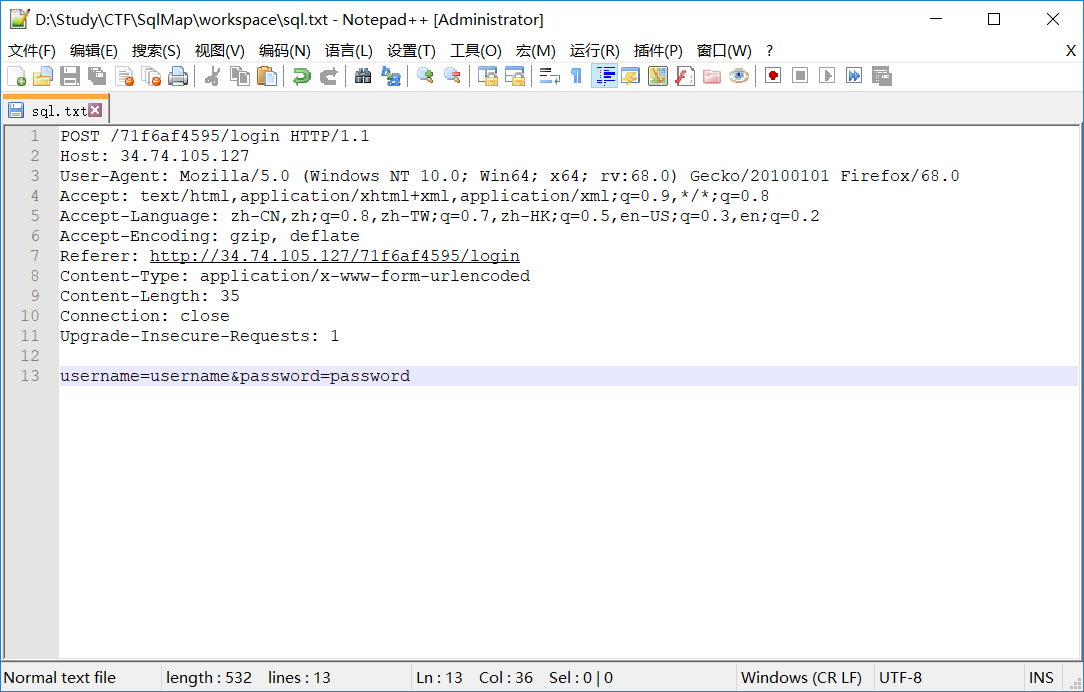 D:\Study\CTF\SqlMap\workspace\sql.txt - Notepad++ [Administrator]
文件(F) 编辑(E) 搜索(S) 视图(V) 编码(N) 语言(L) 设置(T) 工具(O) 宏(M) 运行(R) 插件(P) 窗口(W) ? X
sql.txt
1 POST /71f6af4595/login HTTP/1.1
2 Host: 34.74.105.127
3 User-Agent: Mozilla/5.0 (Windows NT 10.0; Win64; x64; rv:68.0) Gecko/20100101 Firefox/68.0
4 Accept: text/html,application/xhtml+xml,application/xml;q=0.9,*/*;q=0.8
5 Accept-Language: zh-CN,zh;q=0.8,zh-TW;q=0.7,zh-HK;q=0.5,en-US;q=0.3,en;q=0.2
6 Accept-Encoding: gzip, deflate
7 Referer: http://34.74.105.127/71f6af4595/login
8 Content-Type: application/x-www-form-urlencoded
9 Content-Length: 35
10 Connection: close
11 Upgrade-Insecure-Requests: 1
12
13 username=username&password=password
Normal text file length : 532 lines : 13 Ln : 13 Col : 36 Sel : 0 | 0 Windows (CR LF) UTF-8 INS